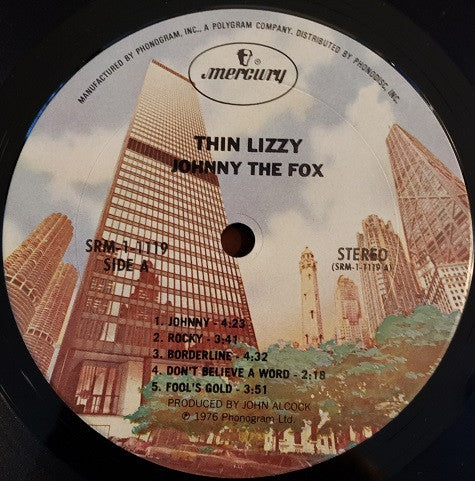 MANUFACTURED BY PHONOGRAM, INC., A POLYGRAM COMPANY. DISTRIBUTED BY PHONODISC, INC.
mercury
THIN LIZZY
JOHNNY THE FOX
SRM-1-1119
SIDE A
STEREO
(SRM-1-1119 A)
1. JOHNNY - 4:23
2. ROCKY - 3:41
3. BORDERLINE - 4:32
4. DON'T BELIEVE A WORD - 2:18
5. FOOL'S GOLD - 3:51
PRODUCED BY JOHN ALCOCK
℗ 1976 Phonogram Ltd.